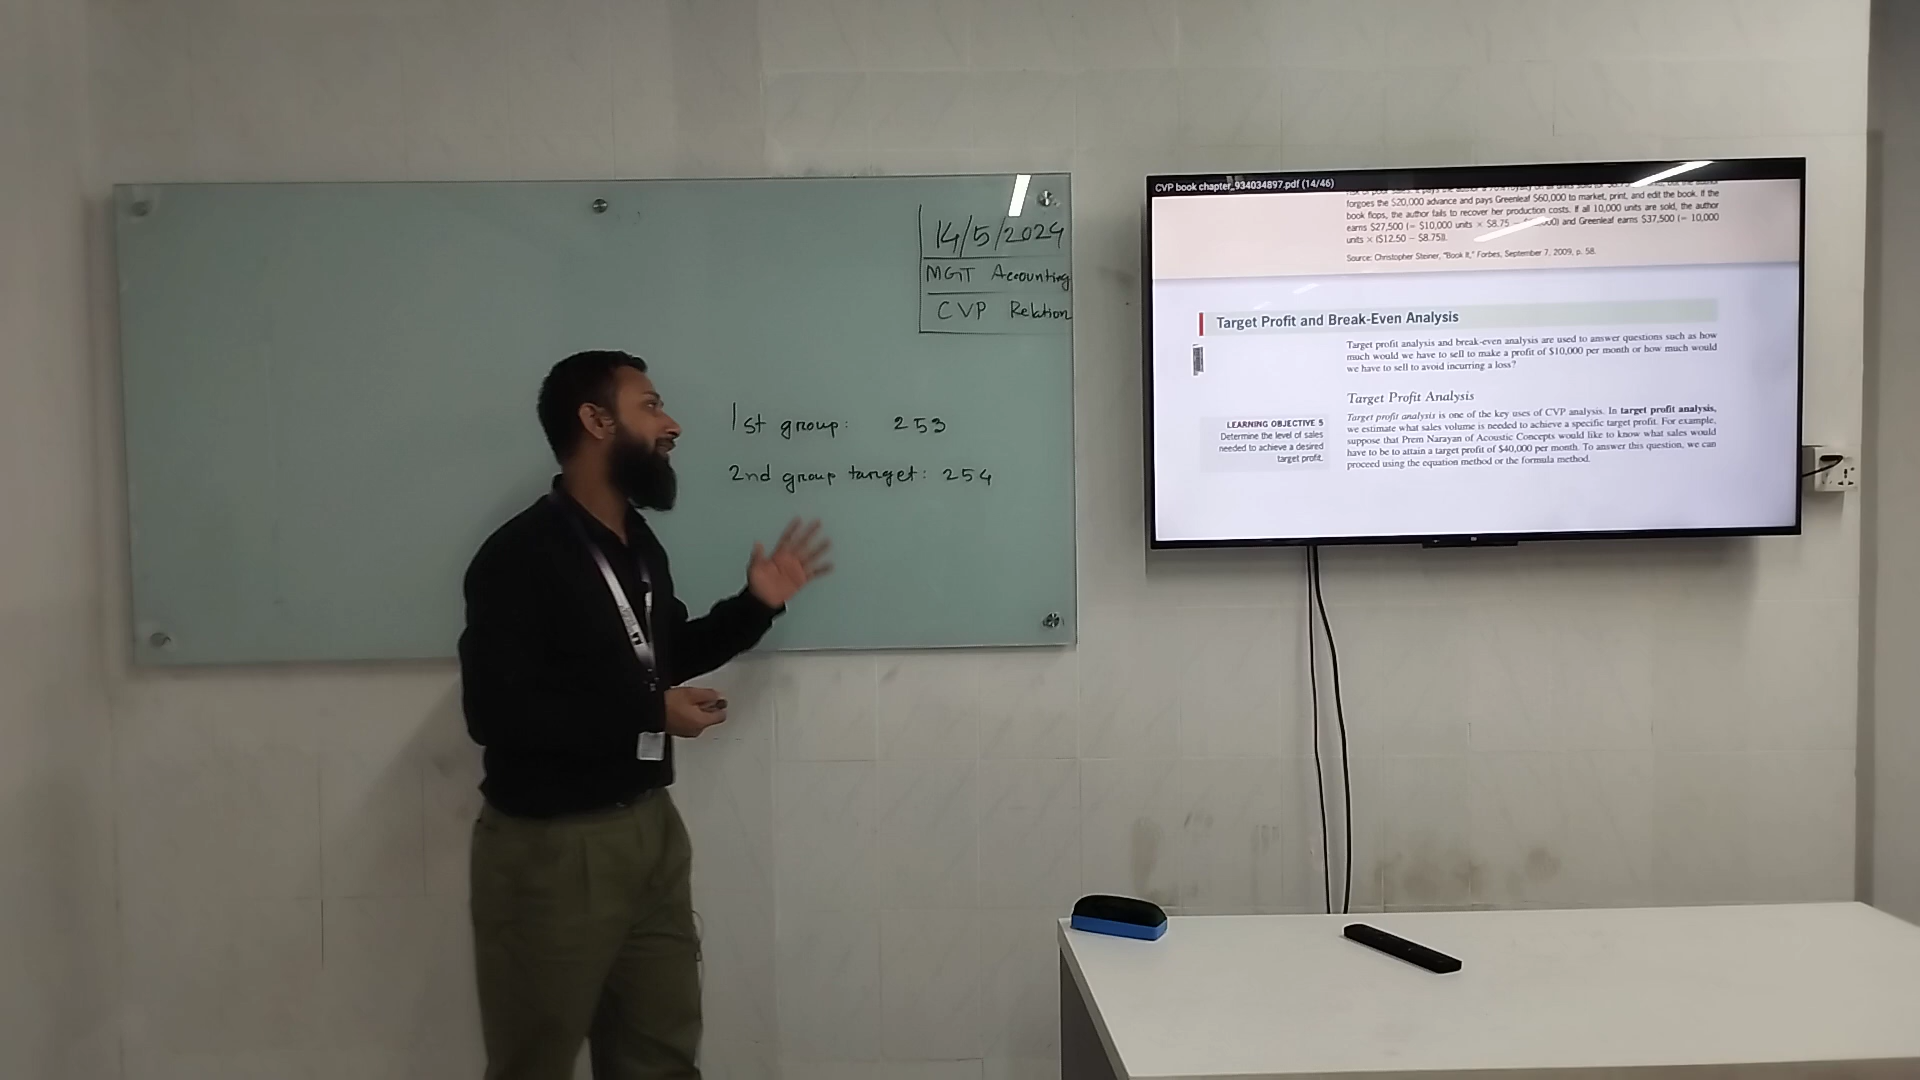 14/5/2024
MGT Accounting
CVP Relation
1st group: 253
2nd group target: 254
CVP book chapter_934034897.pdf (14/46)
forgoes the $20,000 advance and pays Greenleaf $60,000 to market, print, and edit the book. If the
book flops, the author fails to recover her production costs. If all 10,000 units are sold, the author
earns $27,500 (= $10,000 units × $8.75 – and Greenleaf earns $37,500 (= 10,000
units × ($12.50 – $8.75)).
Source: Christopher Steiner, "Book It," Forbes, September 7, 2009, p. 58.
Target Profit and Break-Even Analysis
Target profit analysis and break-even analysis are used to answer questions such as how
much would we have to sell to make a profit of $10,000 per month or how much would
we have to sell to avoid incurring a loss?
Target Profit Analysis
LEARNING OBJECTIVE 5
Determine the level of sales
needed to achieve a desired
target profit.
Target profit analysis is one of the key uses of CVP analysis. In target profit analysis,
we estimate what sales volume is needed to achieve a specific target profit. For example,
suppose that Prem Narayan of Acoustic Concepts would like to know what sales would
have to be to attain a target profit of $40,000 per month. To answer this question, we can
proceed using the equation method or the formula method.